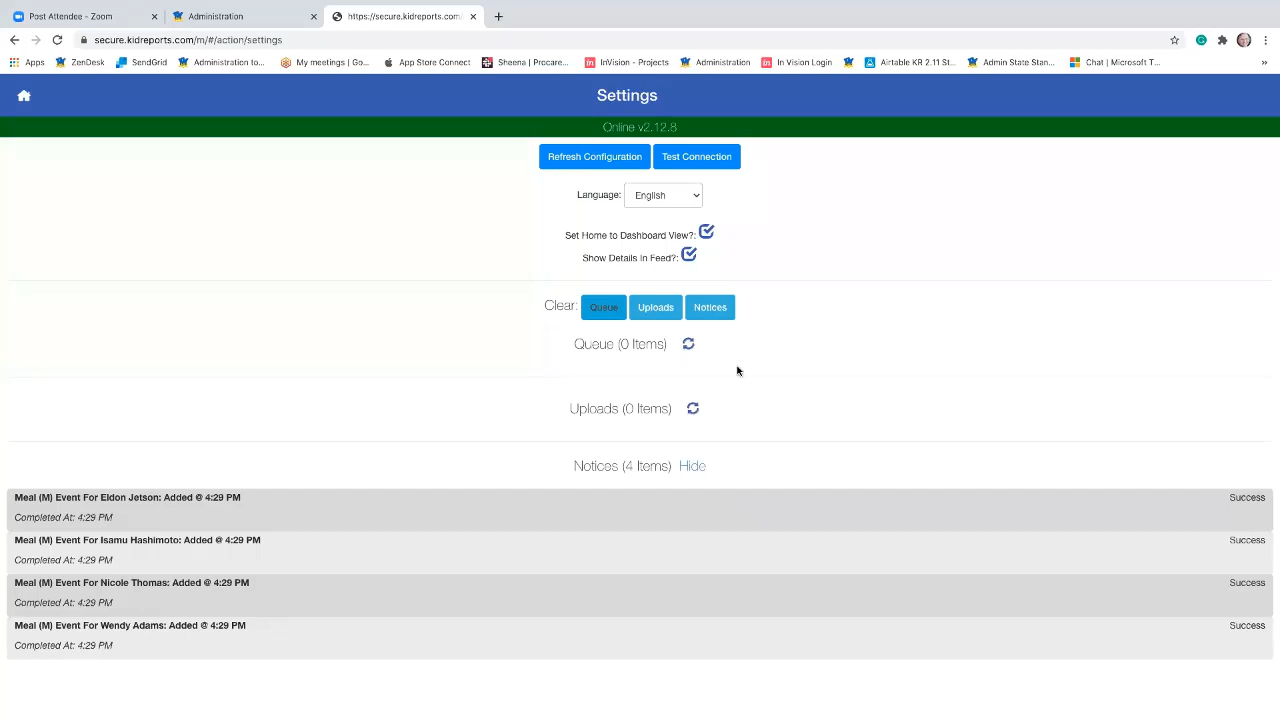 Post Attendee - Zoom
Administration
https://secure.kidreports.com/
secure.kidreports.com/m/#/action/settings
Apps
ZenDesk
SendGrid
Administration to...
My meetings | Go...
App Store Connect
Sheena | Procare...
InVision - Projects
Administration
In Vision Login
Airtable KR 2.11 St...
Admin State Stan...
Chat | Microsoft T...
»
Settings
Online v2.12.8
Refresh Configuration
Test Connection
Language: English
Set Home to Dashboard View?:
Show Details In Feed?:
Clear: Queue Uploads Notices
Queue (0 Items)
Uploads (0 Items)
Notices (4 Items) Hide
Meal (M) Event For Eldon Jetson: Added @ 4:29 PM Success
Completed At: 4:29 PM
Meal (M) Event For Isamu Hashimoto: Added @ 4:29 PM Success
Completed At: 4:29 PM
Meal (M) Event For Nicole Thomas: Added @ 4:29 PM Success
Completed At: 4:29 PM
Meal (M) Event For Wendy Adams: Added @ 4:29 PM Success
Completed At: 4:29 PM